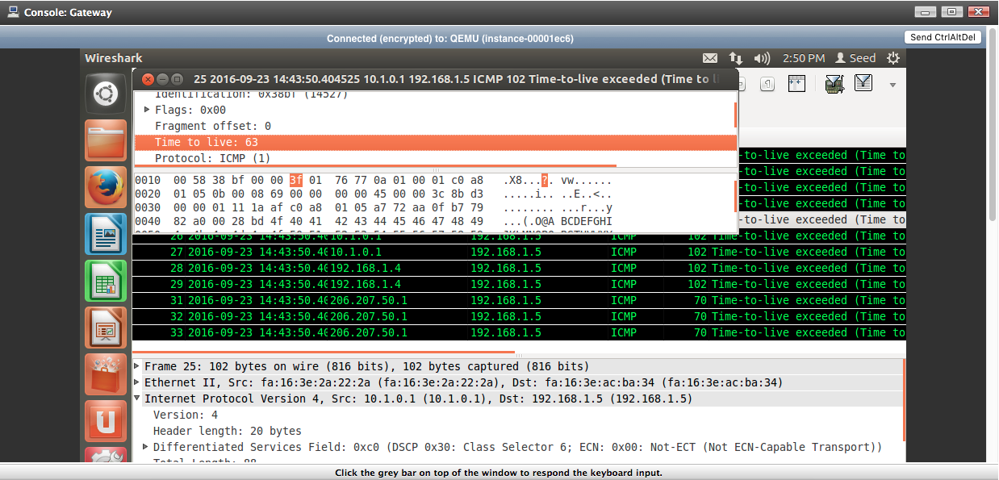 Console: Gateway
Connected (encrypted) to: QEMU (instance-00001ec6)
Send CtrlAltDel
Wireshark
2:50 PM Seed
25 2016-09-23 14:43:50.404525 10.1.0.1 192.168.1.5 ICMP 102 Time-to-live exceeded (Time to l
Identification: 0x38bf (14527)
Flags: 0x00
Fragment offset: 0
Time to live: 63
Protocol: ICMP (1)
-to-live exceeded (Time to
-to-live exceeded (Time to
-to-live exceeded (Time to
-to-live exceeded (Time to
-to-live exceeded (Time to
0010 00 58 38 bf 00 00 3f 01 76 77 0a 01 00 01 c0 a8 .X8...?. vw......
0020 01 05 0b 00 08 69 00 00 00 00 45 00 00 3c 8b d3 .....i.. ..E..<..
0030 00 00 01 11 1a af c0 a8 01 05 a7 72 aa 0f b7 79 ........ ...r...y
0040 82 a0 00 28 bd 4f 40 41 42 43 44 45 46 47 48 49 ...(.O@A BCDEFGHI
26 2016-09-23 14:43:50.40 10.1.0.1 192.168.1.5 ICMP 102 Time-to-live exceeded (Time to
27 2016-09-23 14:43:50.40 10.1.0.1 192.168.1.5 ICMP 102 Time-to-live exceeded (Time to
28 2016-09-23 14:43:50.40 192.168.1.4 192.168.1.5 ICMP 102 Time-to-live exceeded (Time to
29 2016-09-23 14:43:50.40 192.168.1.4 192.168.1.5 ICMP 102 Time-to-live exceeded (Time to
31 2016-09-23 14:43:50.40 206.207.50.1 192.168.1.5 ICMP 70 Time-to-live exceeded (Time to
32 2016-09-23 14:43:50.40 206.207.50.1 192.168.1.5 ICMP 70 Time-to-live exceeded (Time to
33 2016-09-23 14:43:50.40 206.207.50.1 192.168.1.5 ICMP 70 Time-to-live exceeded (Time to
Frame 25: 102 bytes on wire (816 bits), 102 bytes captured (816 bits)
Ethernet II, Src: fa:16:3e:2a:22:2a (fa:16:3e:2a:22:2a), Dst: fa:16:3e:ac:ba:34 (fa:16:3e:ac:ba:34)
Internet Protocol Version 4, Src: 10.1.0.1 (10.1.0.1), Dst: 192.168.1.5 (192.168.1.5)
Version: 4
Header length: 20 bytes
Differentiated Services Field: 0xc0 (DSCP 0x30: Class Selector 6; ECN: 0x00: Not-ECT (Not ECN-Capable Transport))
Total Length: 88
Click the grey bar on top of the window to respond the keyboard input.